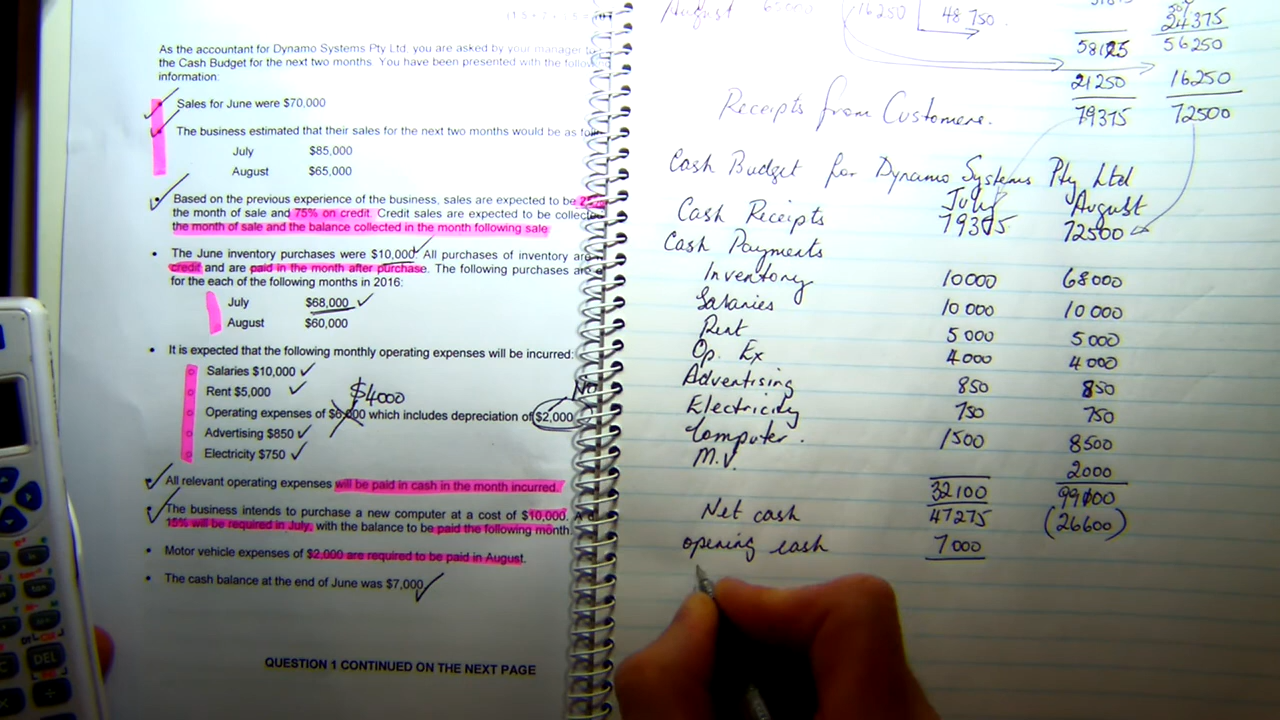 As the accountant for Dynamo Systems Pty Ltd, you are asked by your manager to
the Cash Budget for the next two months. You have been presented with the
information:
Sales for June were $70,000
The business estimated that their sales for the next two months would be as
July $85,000
August $65,000
Based on the previous experience of the business, sales are expected to be
the month of sale and 75% on credit. Credit sales are expected to be collected
the month of sale and the balance collected in the month following sale
The June inventory purchases were $10,000. All purchases of inventory are
credit and are paid in the month after purchase. The following purchases are
for the each of the following months in 2016:
July $68,000
August $60,000
It is expected that the following monthly operating expenses will be incurred:
Salaries $10,000
Rent $5,000
$4000
No
Operating expenses of $6,000 which includes depreciation of $2,000
Advertising $850
Electricity $750
All relevant operating expenses will be paid in cash in the month incurred.
The business intends to purchase a new computer at a cost of $10,000. A
15% will be required in July, with the balance to be paid the following month.
Motor vehicle expenses of $2,000 are required to be paid in August.
The cash balance at the end of June was $7,000
QUESTION 1 CONTINUED ON THE NEXT PAGE
August 65000 16250 48 750
24375
58125 56250
21250 16250
Receipts from Customers. 79375 72500
Cash Budget for Dynamo Systems Pty Ltd
July August
Cash Receipts 79375 72500
Cash Payments
Inventory 10000 68000
Salaries 10 000 10 000
Rent 5 000 5 000
Op. Ex 4000 4 000
Advertising 850 850
Electricity 750 750
Computer. 1500 8500
M.V. 2000
32100 99100
Net cash 47275 (26600)
opening cash 7000
DEL